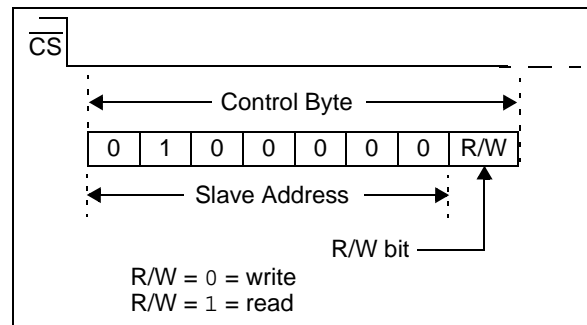 CS
Control Byte
0 1 0 0 0 0 0 R/W
Slave Address
R/W bit
R/W = 0 = write
R/W = 1 = read